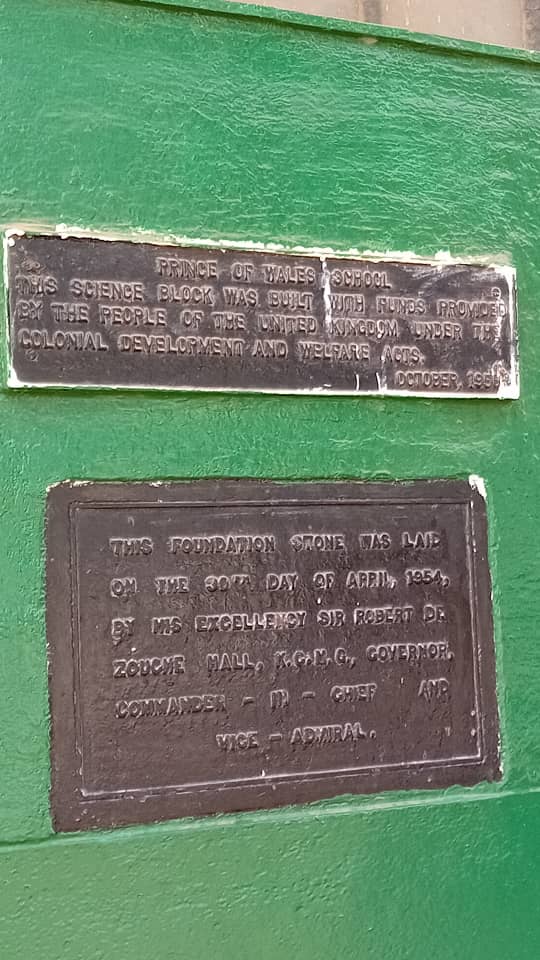 PRINCE OF WALES SCHOOL
THIS SCIENCE BLOCK WAS BUILT WITH FUNDS PROVIDED
BY THE PEOPLE OF THE UNITED KINGDOM UNDER THE
COLONIAL DEVELOPMENT AND WELFARE ACTS.
OCTOBER,
THIS FOUNDATION STONE WAS LAID
ON THE 30TH DAY OF APRIL, 1954,
BY HIS EXCELLENCY SIR ROBERT DE
ZOUCHE HALL, K.C.M.G., GOVERNOR,
COMMANDER - IN - CHIEF AND
VICE - ADMIRAL.